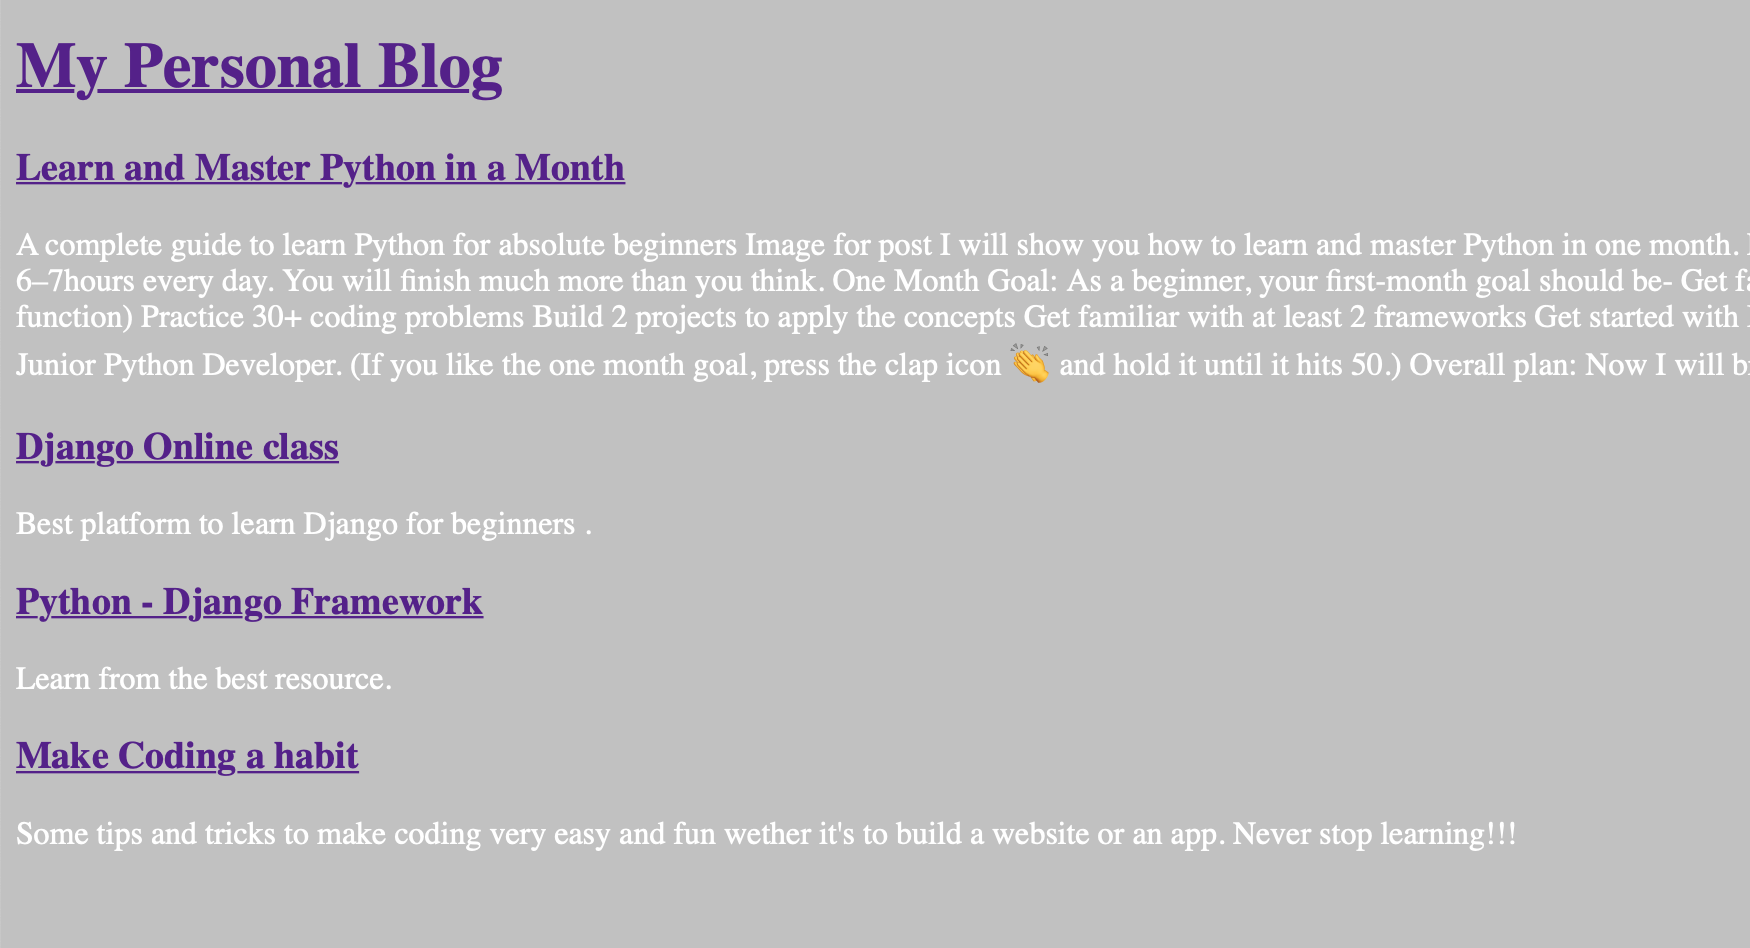 My Personal Blog
Learn and Master Python in a Month
A complete guide to learn Python for absolute beginners Image for post I will show you how to learn and master Python in one month.
6–7hours every day. You will finish much more than you think. One Month Goal: As a beginner, your first-month goal should be- Get
function) Practice 30+ coding problems Build 2 projects to apply the concepts Get familiar with at least 2 frameworks Get started with
Junior Python Developer. (If you like the one month goal, press the clap icon 👏 and hold it until it hits 50.) Overall plan: Now I will
Django Online class
Best platform to learn Django for beginners .
Python - Django Framework
Learn from the best resource.
Make Coding a habit
Some tips and tricks to make coding very easy and fun wether it's to build a website or an app. Never stop learning!!!